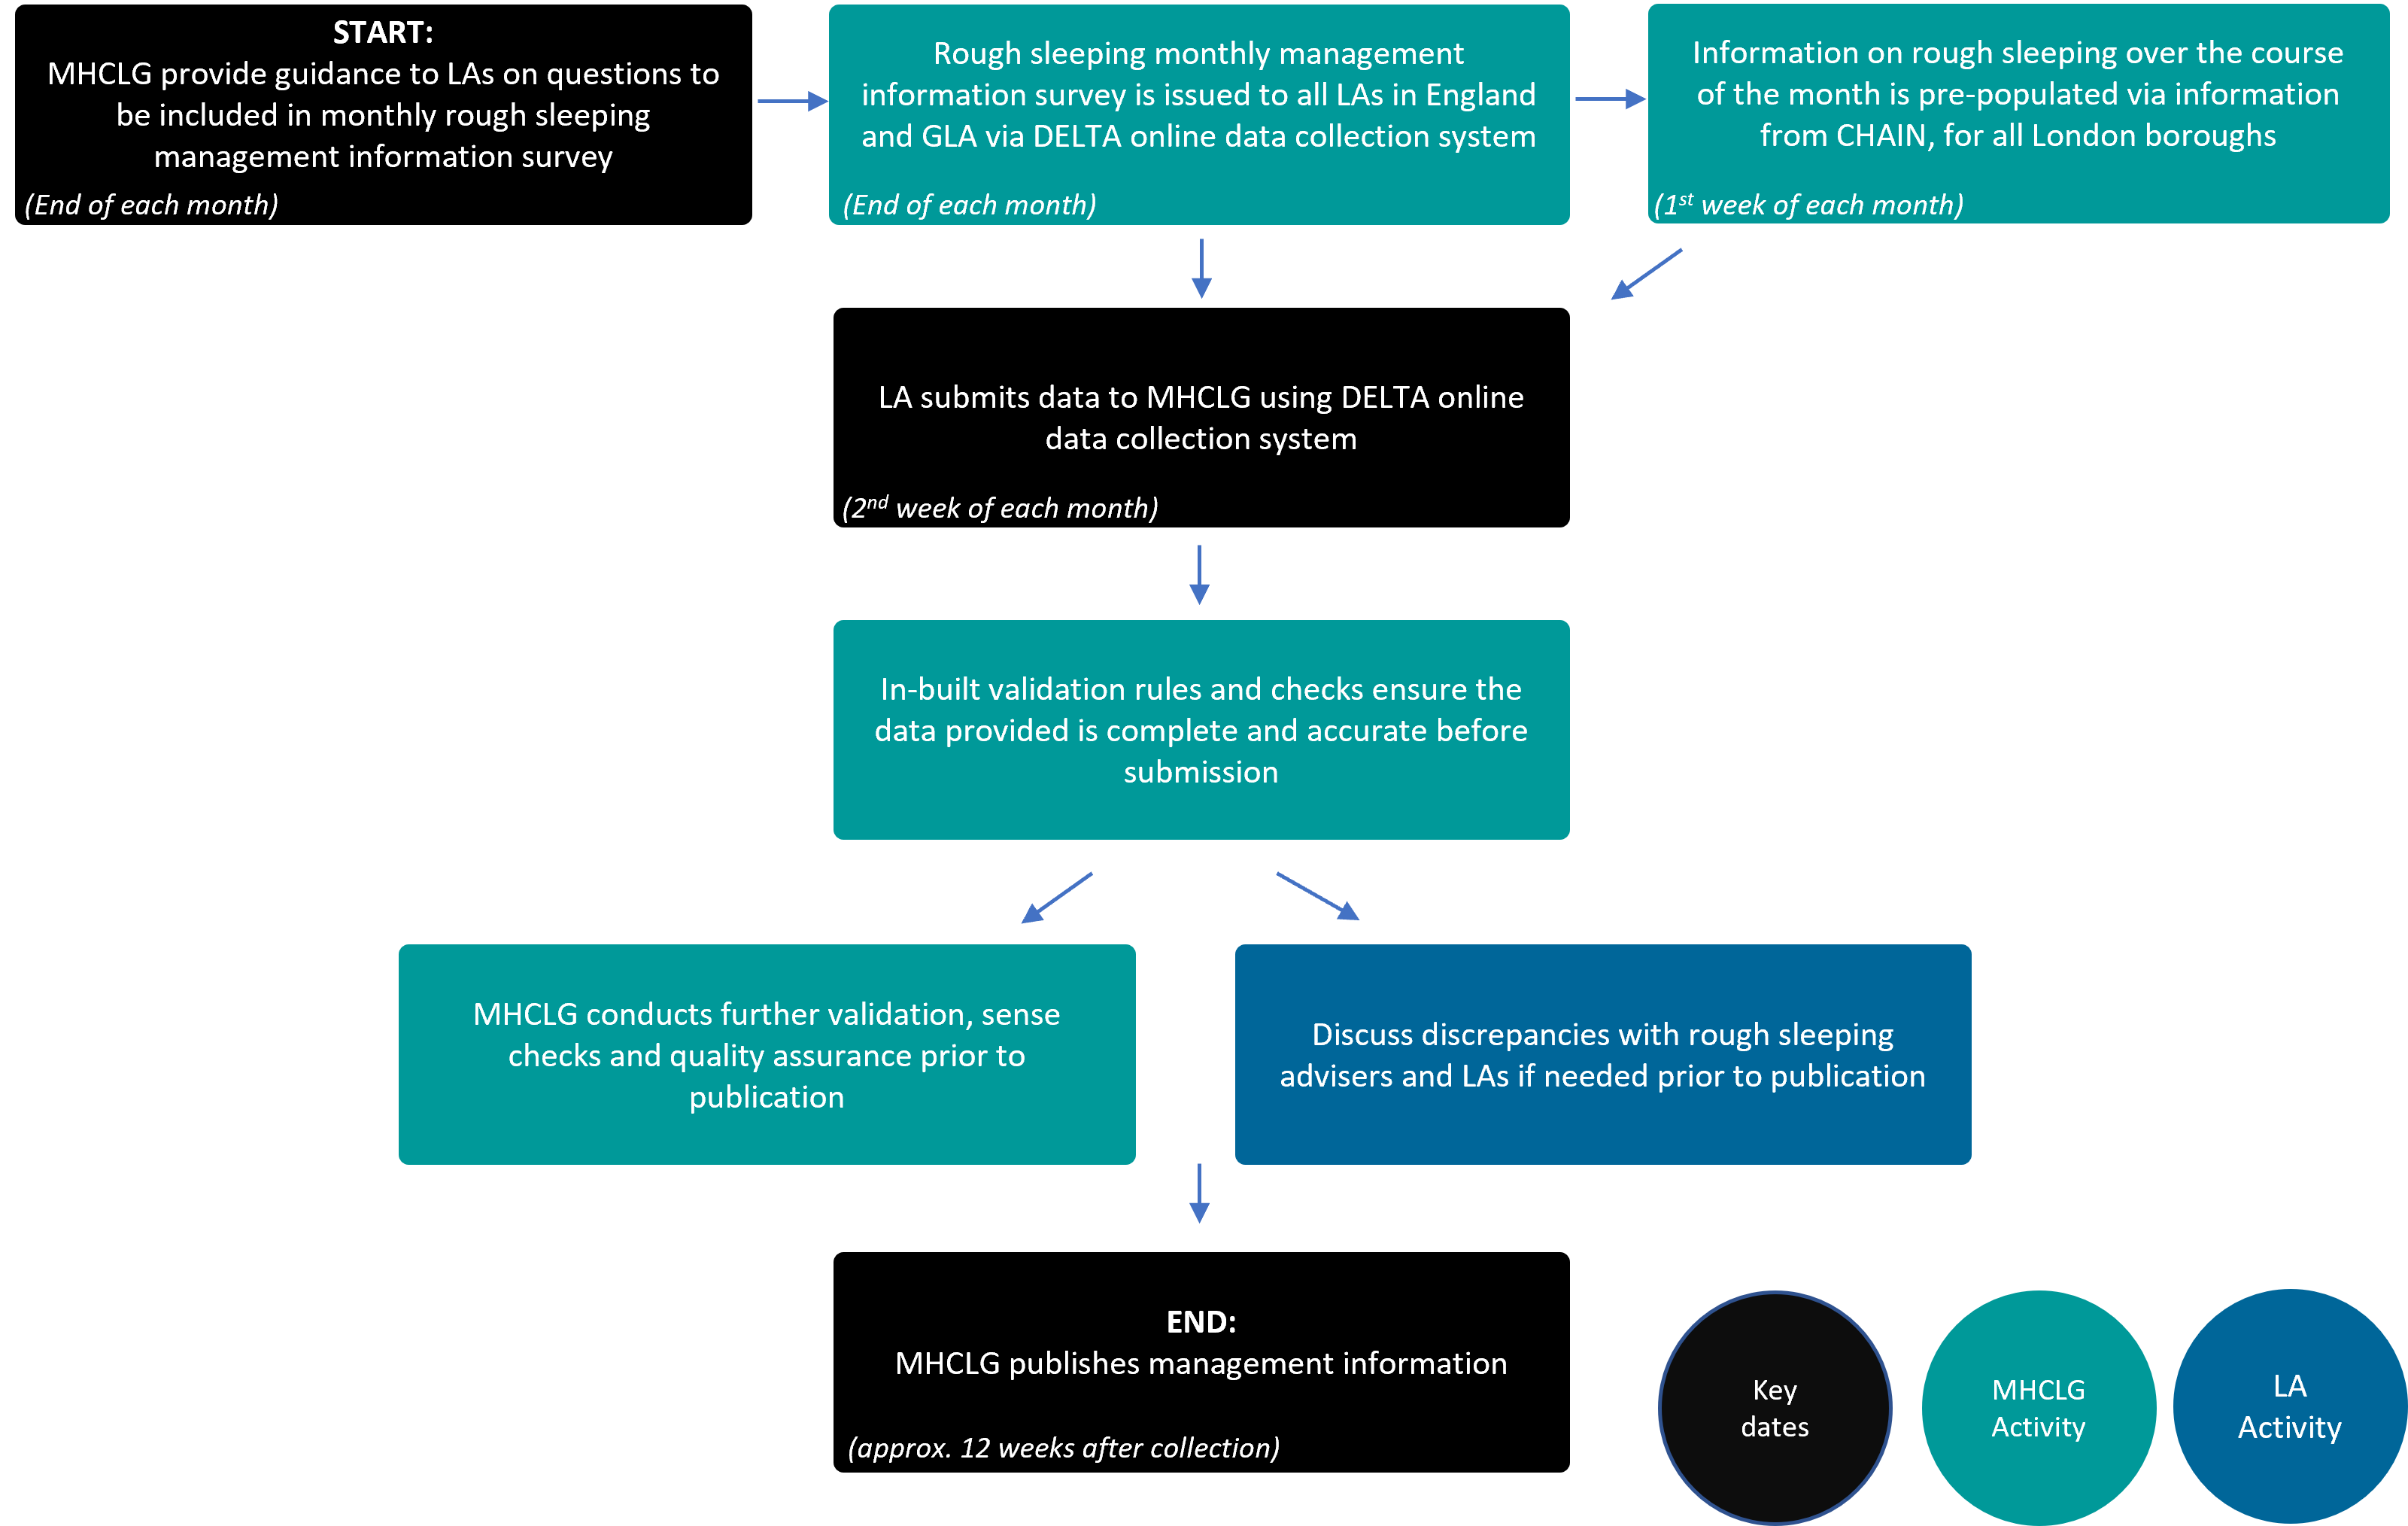 START:
MHCLG provide guidance to LAs on questions to
be included in monthly rough sleeping
management information survey
(End of each month)
Rough sleeping monthly management
information survey is issued to all LAs in England
and GLA via DELTA online data collection system
(End of each month)
Information on rough sleeping over the course
of the month is pre-populated via information
from CHAIN, for all London boroughs
(1st week of each month)
LA submits data to MHCLG using DELTA online
data collection system
(2nd week of each month)
In-built validation rules and checks ensure the
data provided is complete and accurate before
submission
MHCLG conducts further validation, sense
checks and quality assurance prior to
publication
Discuss discrepancies with rough sleeping
advisers and LAs if needed prior to publication
END:
MHCLG publishes management information
(approx. 12 weeks after collection)
Key
dates
MHCLG
Activity
LA
Activity